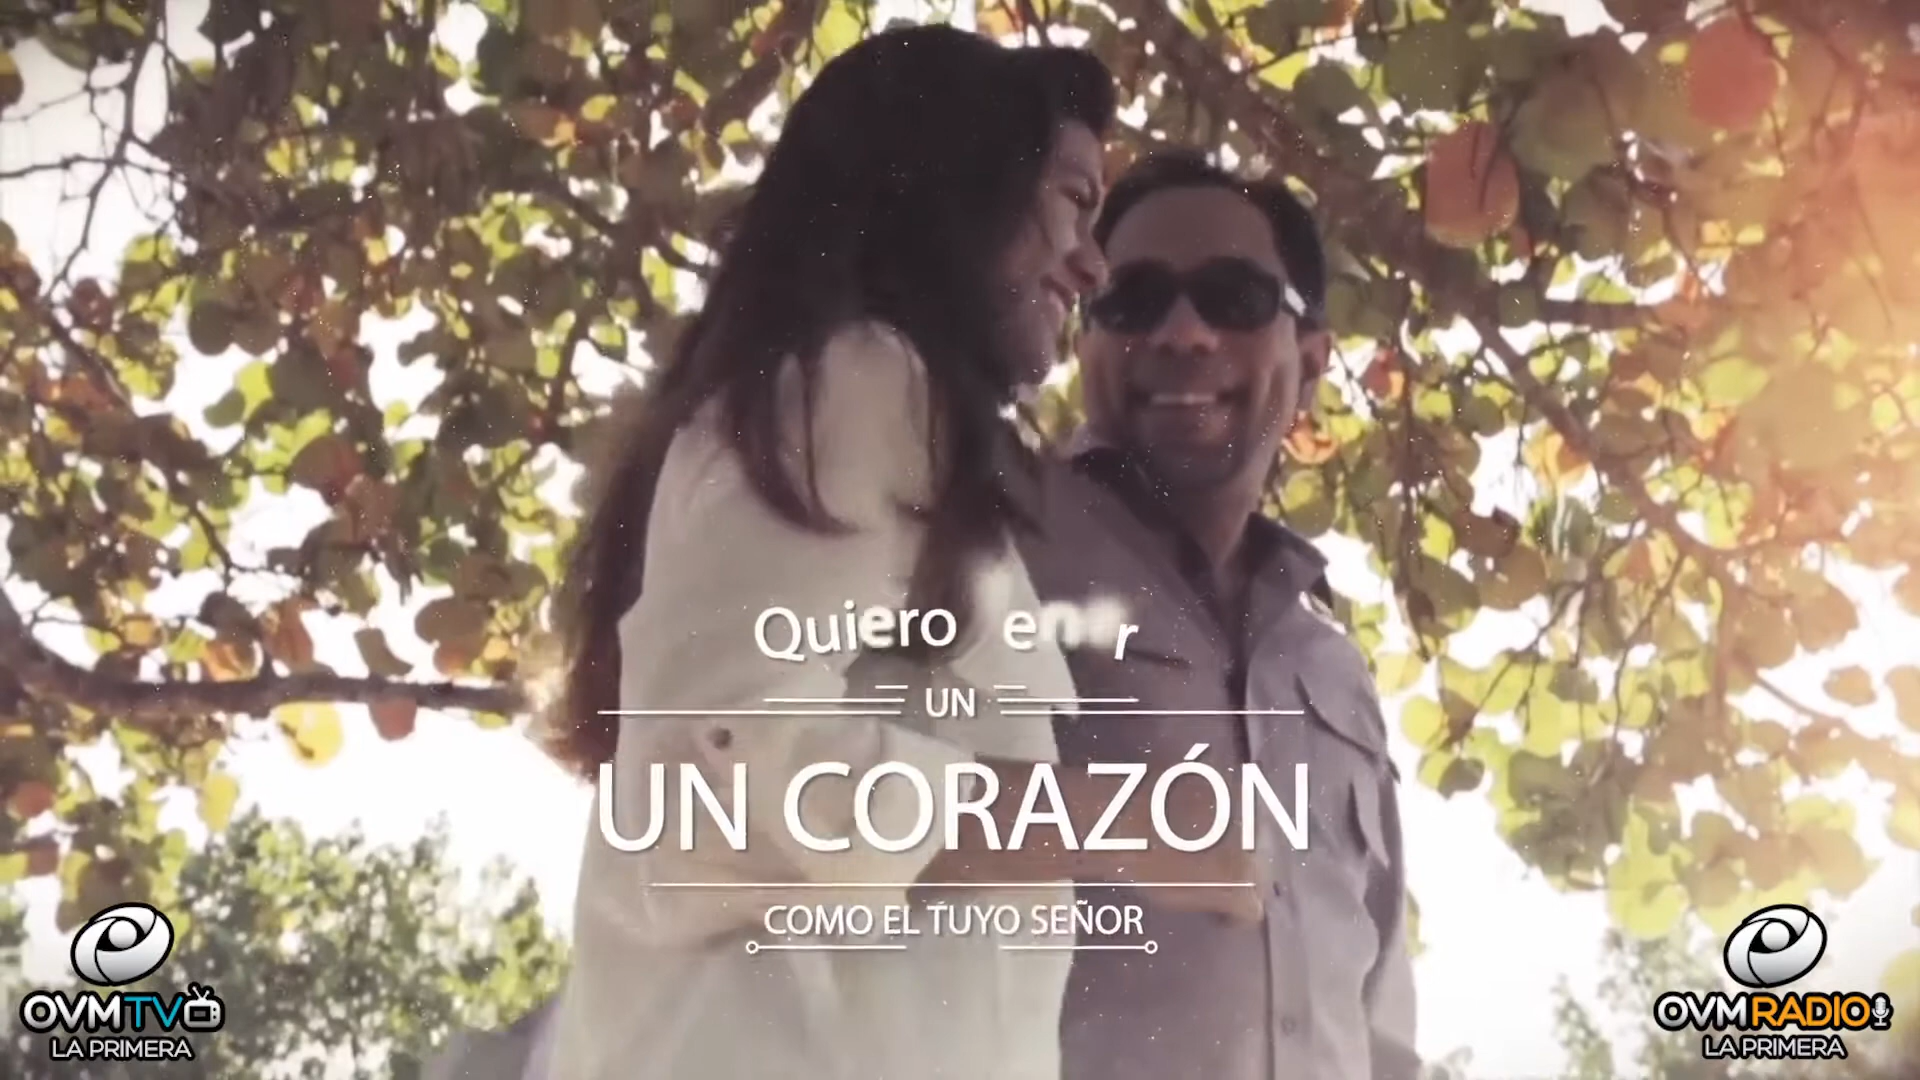 Quiero
UN
UN CORAZÓN
COMO EL TUYO SEÑOR
OVMTV
LA PRIMERA
OVMRADIO
LA PRIMERA